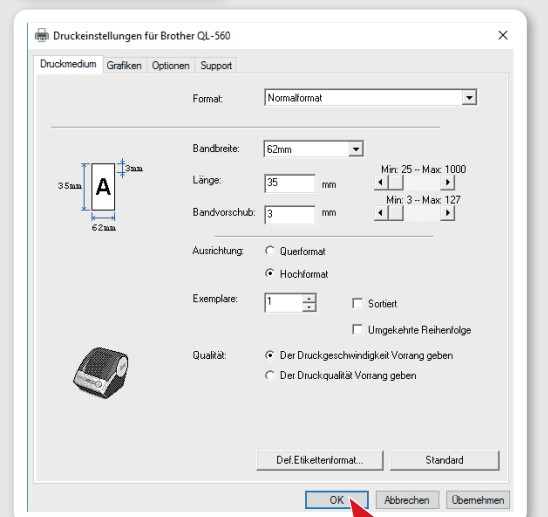 Druckeinstellungen für Brother QL-560
Druckmedium Grafiken Optionen Support
Format: Normalformat
Bandbreite: 62mm
Min: 25 -- Max: 1000
Länge: 35 mm
Min: 3 -- Max: 127
Bandvorschub: 3 mm
3mm
35mm
A
62mm
Ausrichtung: Querformat
Hochformat
Exemplare: 1 Sortiert
Umgekehrte Reihenfolge
Qualität: Der Druckgeschwindigkeit Vorrang geben
Der Druckqualität Vorrang geben
Def.Etikettenformat... Standard
OK Abbrechen Übernehmen